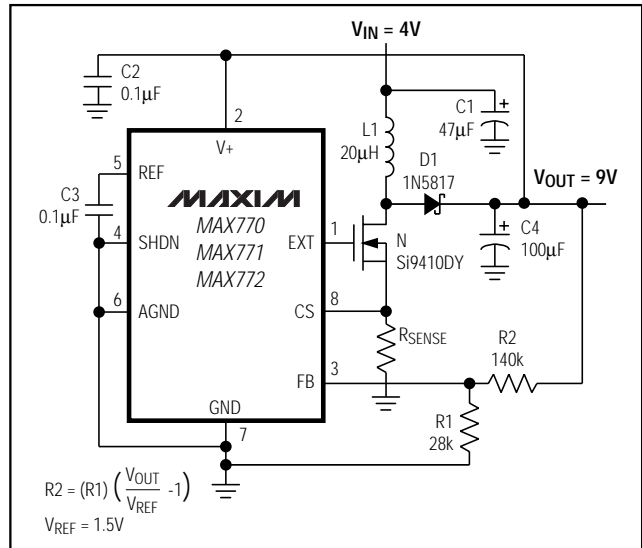 VIN = 4V
C2
0.1µF
2
V+
L1
20µH
C1
47µF
+
D1
1N5817
VOUT = 9V
5
REF
C3
0.1µF
MAXIM
MAX770
MAX771
MAX772
4
SHDN
EXT
1
N
Si9410DY
+
C4
100µF
6
AGND
CS
8
RSENSE
R2
140k
FB
3
GND
7
R1
28k
R2 = (R1) ( VOUT / VREF -1 )
VREF = 1.5V